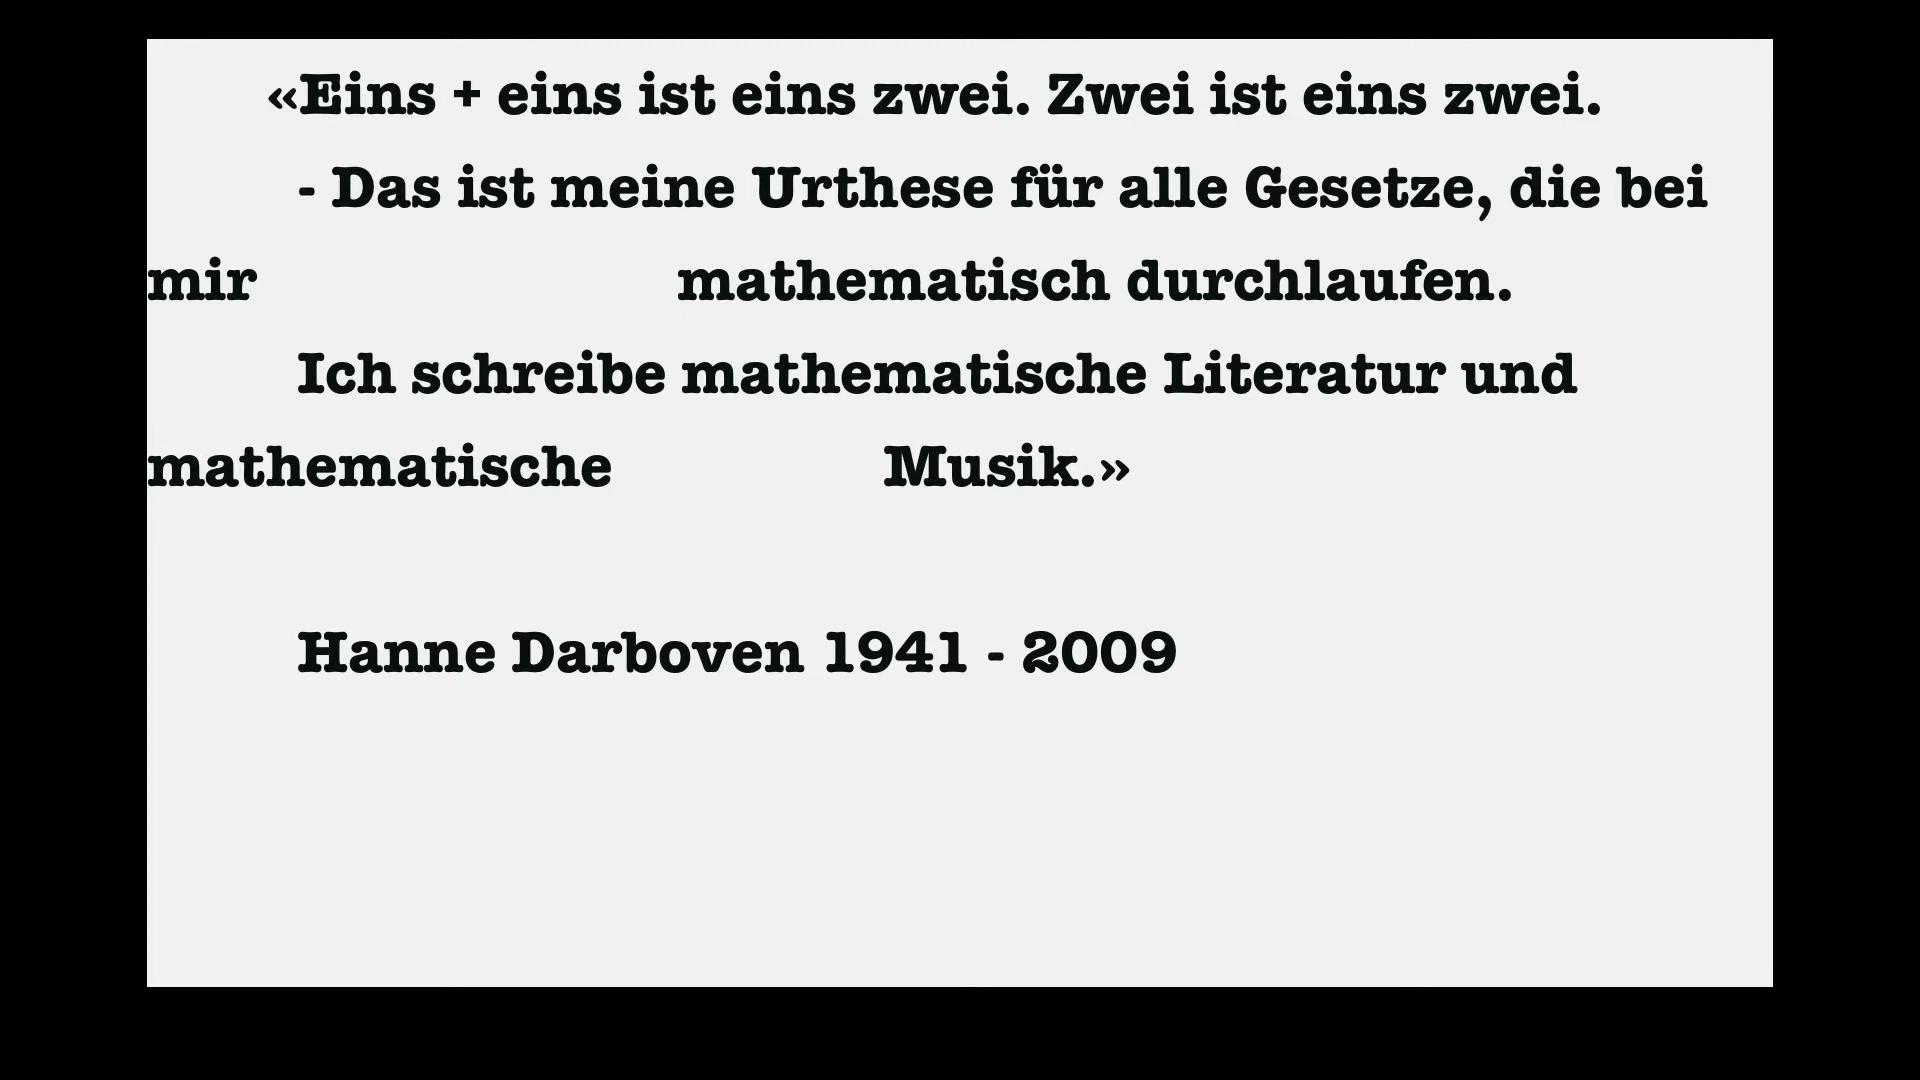 «Eins + eins ist eins zwei. Zwei ist eins zwei.
- Das ist meine Urthese für alle Gesetze, die bei
mir mathematisch durchlaufen.
Ich schreibe mathematische Literatur und
mathematische Musik.»
Hanne Darboven 1941 - 2009